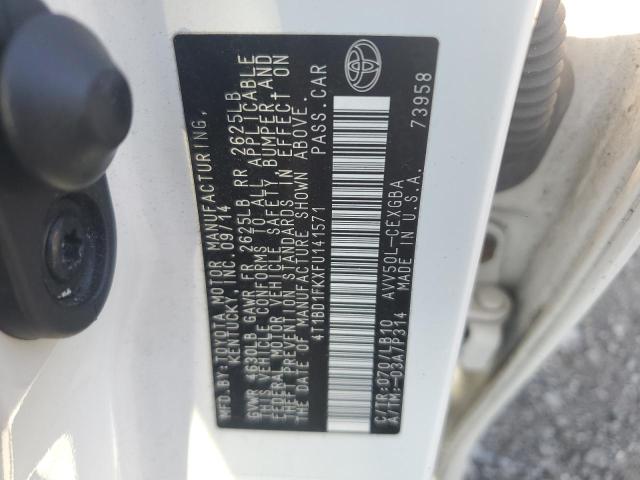 MFD.BY:TOYOTA MOTOR MANUFACTURING,
KENTUCKY, INC. 09/14
GVWR 4630LB GAWR FR 2625LB RR 2625LB
THIS VEHICLE CONFORMS TO ALL APPLICABLE
FEDERAL MOTOR VEHICLE SAFETY, BUMPER AND
THEFT PREVENTION STANDARDS IN EFFECT ON
THE DATE OF MANUFACTURE SHOWN ABOVE.
4T1BD1FKXFU141571 PASS.CAR
C/TR:070/LB10 AVV50L-CEXGBA
A/TM:-03A7P314 MADE IN U.S.A. 73958